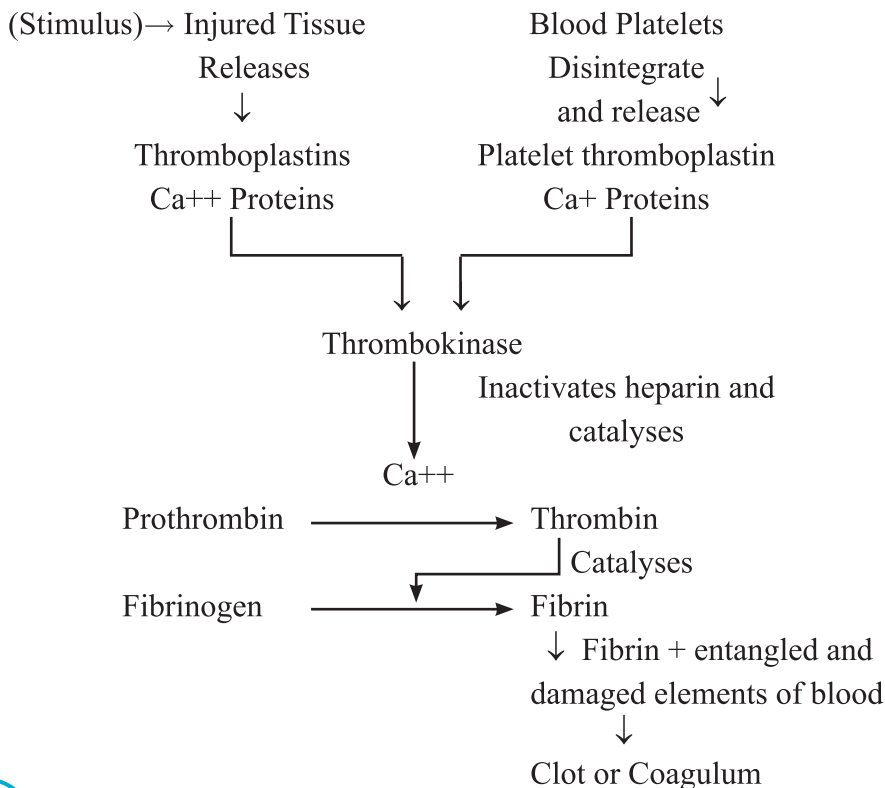 (Stimulus)→ Injured Tissue
Releases
↓
Thromboplastins
Ca++ Proteins
Blood Platelets
Disintegrate
and release ↓
Platelet thromboplastin
Ca+ Proteins
Thrombokinase
Inactivates heparin and
catalyses
Ca++
Prothrombin → Thrombin
Catalyses
Fibrinogen → Fibrin
↓ Fibrin + entangled and
damaged elements of blood
↓
Clot or Coagulum